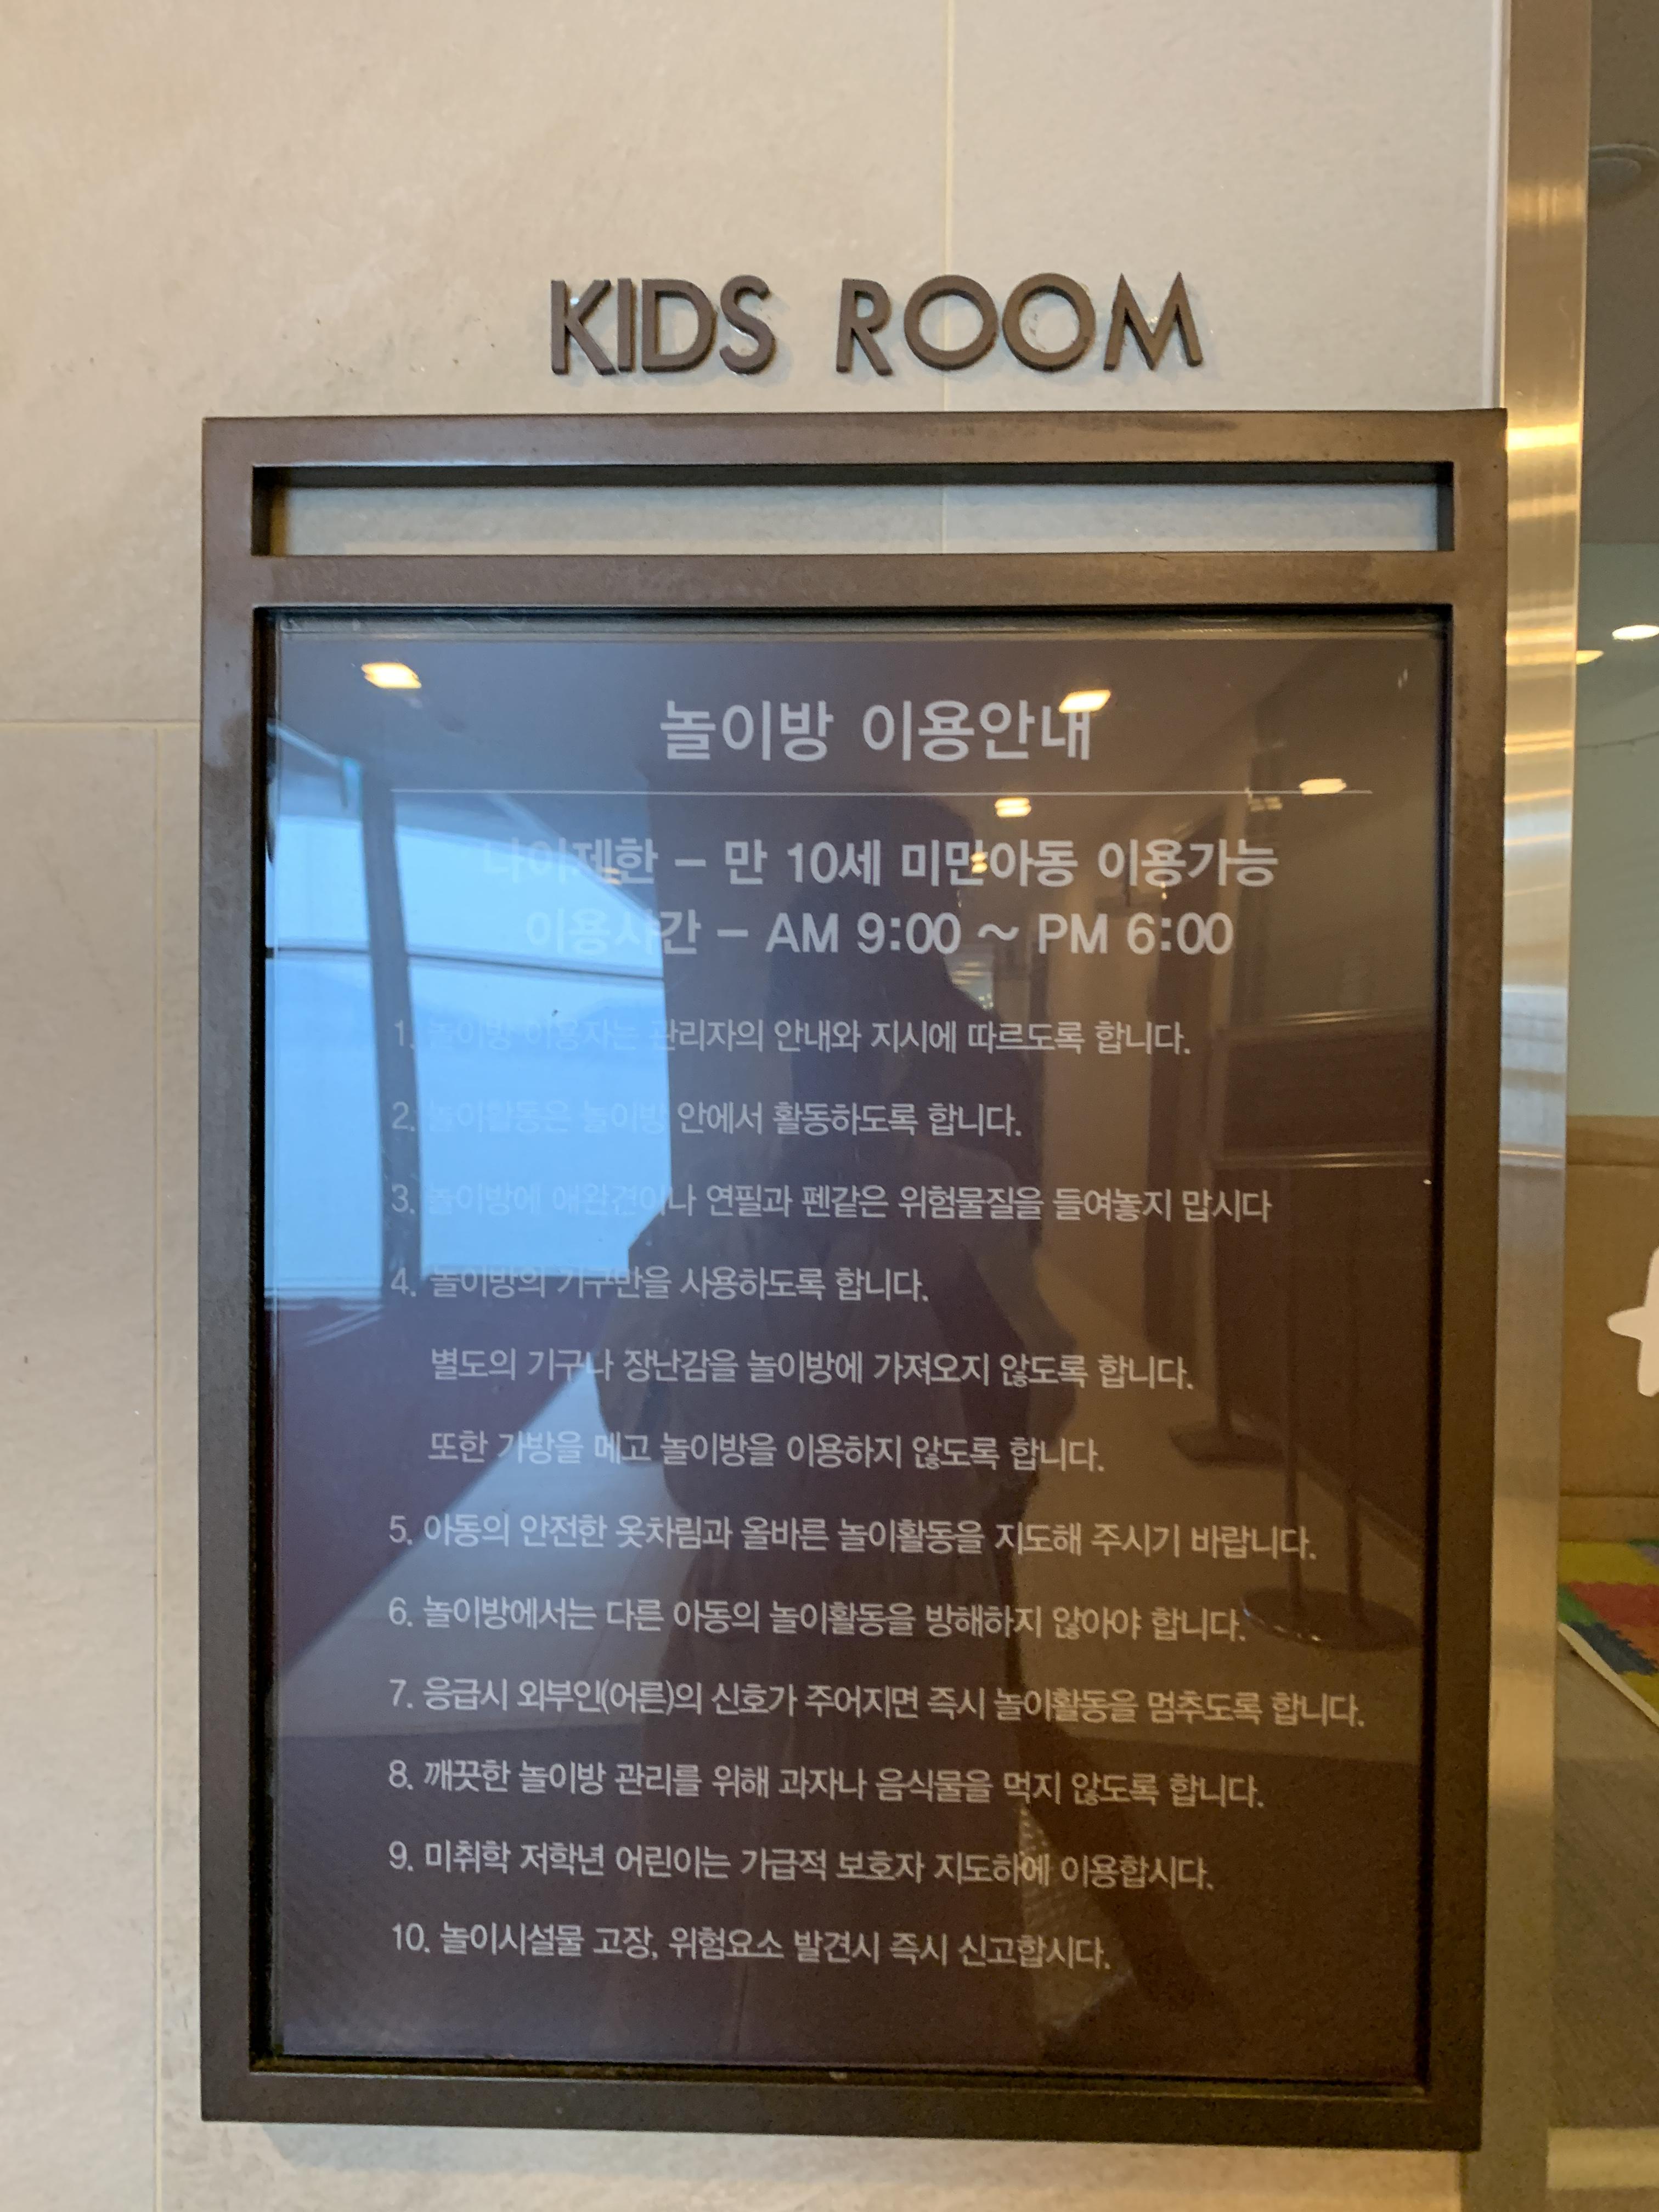 KIDS ROOM
놀이방 이용안내
나이제한 – 만 10세 미만아동 이용가능
이용시간 – AM 9:00 ~ PM 6:00
1. 놀이방 이용자는 관리자의 안내와 지시에 따르도록 합니다.
2. 놀이활동은 놀이방 안에서 활동하도록 합니다.
3. 놀이방에 애완견이나 연필과 펜같은 위험물질을 들여놓지 맙시다
4. 놀이방의 기구만을 사용하도록 합니다.
별도의 기구나 장난감을 놀이방에 가져오지 않도록 합니다.
또한 가방을 메고 놀이방을 이용하지 않도록 합니다.
5. 아동의 안전한 옷차림과 올바른 놀이활동을 지도해 주시기 바랍니다.
6. 놀이방에서는 다른 아동의 놀이활동을 방해하지 않아야 합니다.
7. 응급시 외부인(어른)의 신호가 주어지면 즉시 놀이활동을 멈추도록 합니다.
8. 깨끗한 놀이방 관리를 위해 과자나 음식물을 먹지 않도록 합니다.
9. 미취학 저학년 어린이는 가급적 보호자 지도하에 이용합시다.
10. 놀이시설물 고장, 위험요소 발견시 즉시 신고합시다.